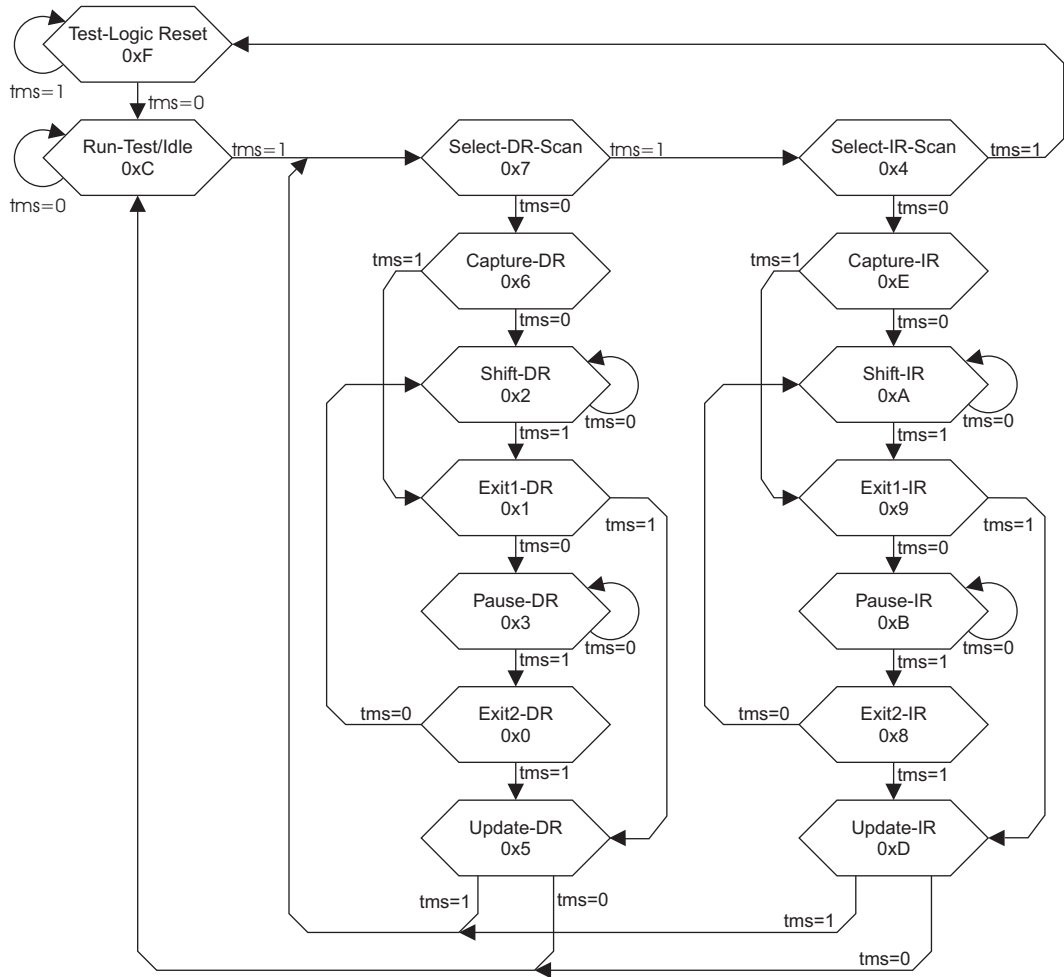 Test-Logic Reset
0xF
tms=1
tms=0
Run-Test/Idle
0xC
tms=1
tms=0
Select-DR-Scan
0x7
tms=1
Select-IR-Scan
0x4
tms=1
tms=0
tms=0
tms=1
Capture-DR
0x6
tms=1
Capture-IR
0xE
tms=0
tms=0
Shift-DR
0x2
tms=0
Shift-IR
0xA
tms=0
tms=1
tms=1
Exit1-DR
0x1
tms=1
Exit1-IR
0x9
tms=1
tms=0
tms=0
Pause-DR
0x3
tms=0
Pause-IR
0xB
tms=0
tms=1
tms=1
tms=0
Exit2-DR
0x0
tms=0
Exit2-IR
0x8
tms=1
tms=1
Update-DR
0x5
Update-IR
0xD
tms=1
tms=0
tms=1
tms=0